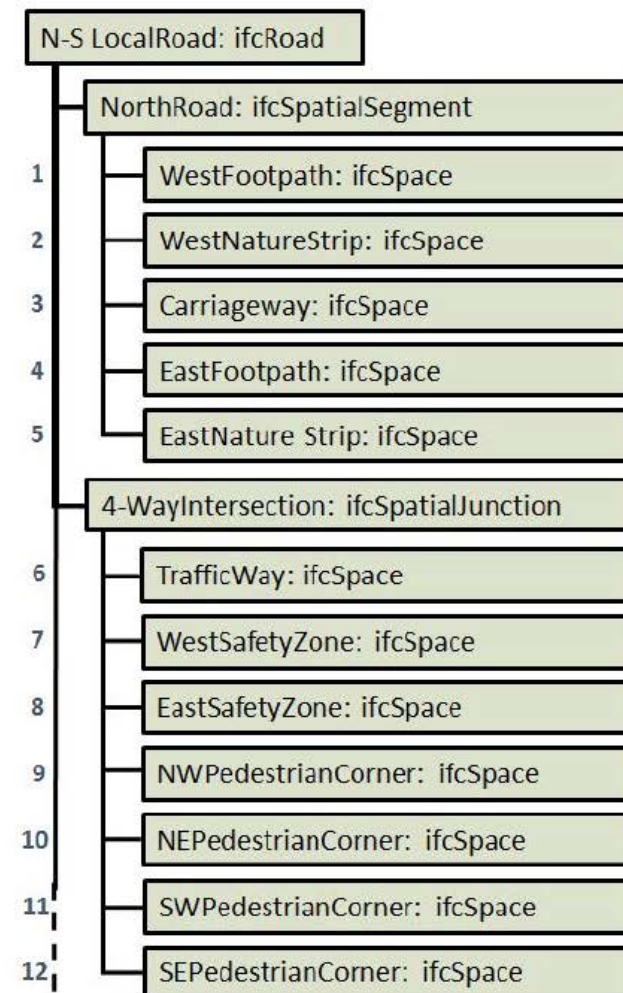 N-S LocalRoad: ifcRoad
NorthRoad: ifcSpatialSegment
1 WestFootpath: ifcSpace
2 WestNatureStrip: ifcSpace
3 Carriageway: ifcSpace
4 EastFootpath: ifcSpace
5 EastNature Strip: ifcSpace
4-WayIntersection: ifcSpatialJunction
6 TrafficWay: ifcSpace
7 WestSafetyZone: ifcSpace
8 EastSafetyZone: ifcSpace
9 NWPedestrianCorner: ifcSpace
10 NEPedestrianCorner: ifcSpace
11 SWPedestrianCorner: ifcSpace
12 SEPedestrianCorner: ifcSpace